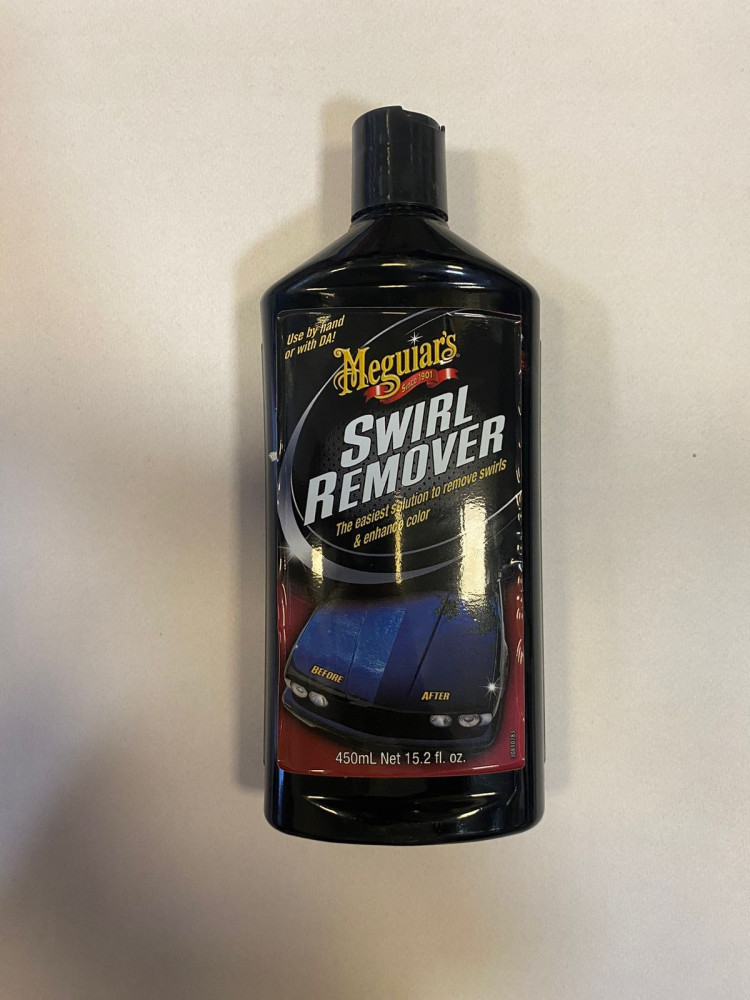 Use by hand
or with DA!
Meguiar's
Since 1901
SWIRL
REMOVER
The easiest solution to remove swirls
& enhance color
BEFORE
AFTER
450mL Net 15.2 fl. oz.